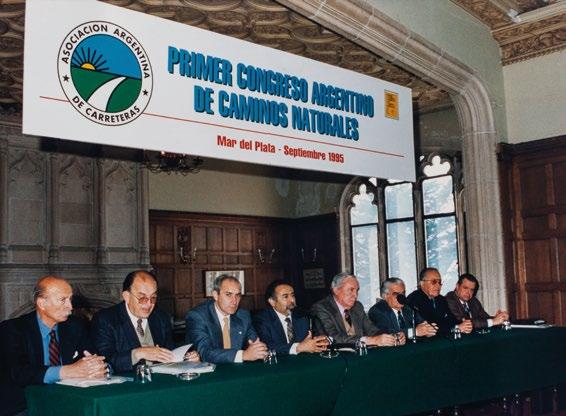 ASOCIACION ARGENTINA
DE CARRETERAS
PRIMER CONGRESO ARGENTINO
DE CAMINOS NATURALES
Mar del Plata - Septiembre 1995